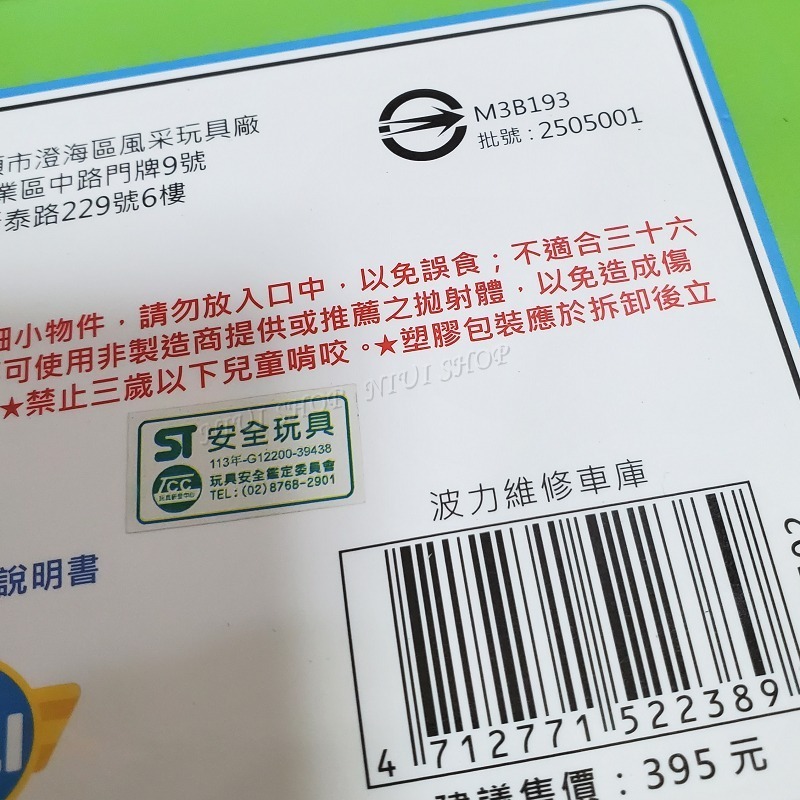 市澄海區風采玩具廠
業區中路門牌9號
泰路229號6樓
M3B193
批號：2505001
細小物件，請勿放入口中，以免誤食；不適合三十六
可使用非製造商提供或推薦之拋射體，以免造成傷
★禁止三歲以下兒童啃咬。★塑膠包裝應於拆卸後立
NIUI SHOP NIUI SHOP
ST 安全玩具
113年-G12200-39438
TCC
玩具安全鑑定委員會
TEL:(02)8768-2901
說明書
波力維修車庫
4 712771 522389
建議售價：395元